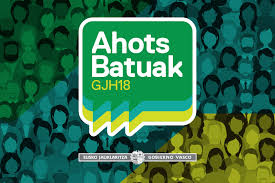 Ahots
Batuak
GJH18
EUSKO JAURLARITZA GOBIERNO VASCO